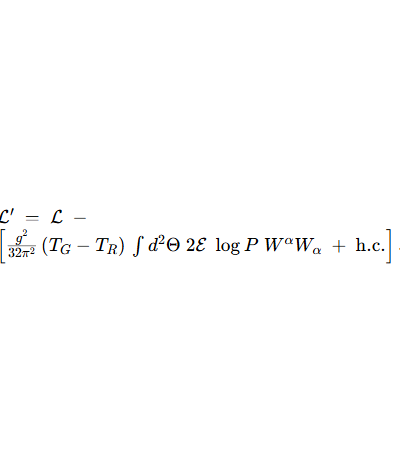 ℒ′ = ℒ −
[g²/32π² (T_G − T_R) ∫ d²Θ 2ℰ log P W^α W_α + h.c.]